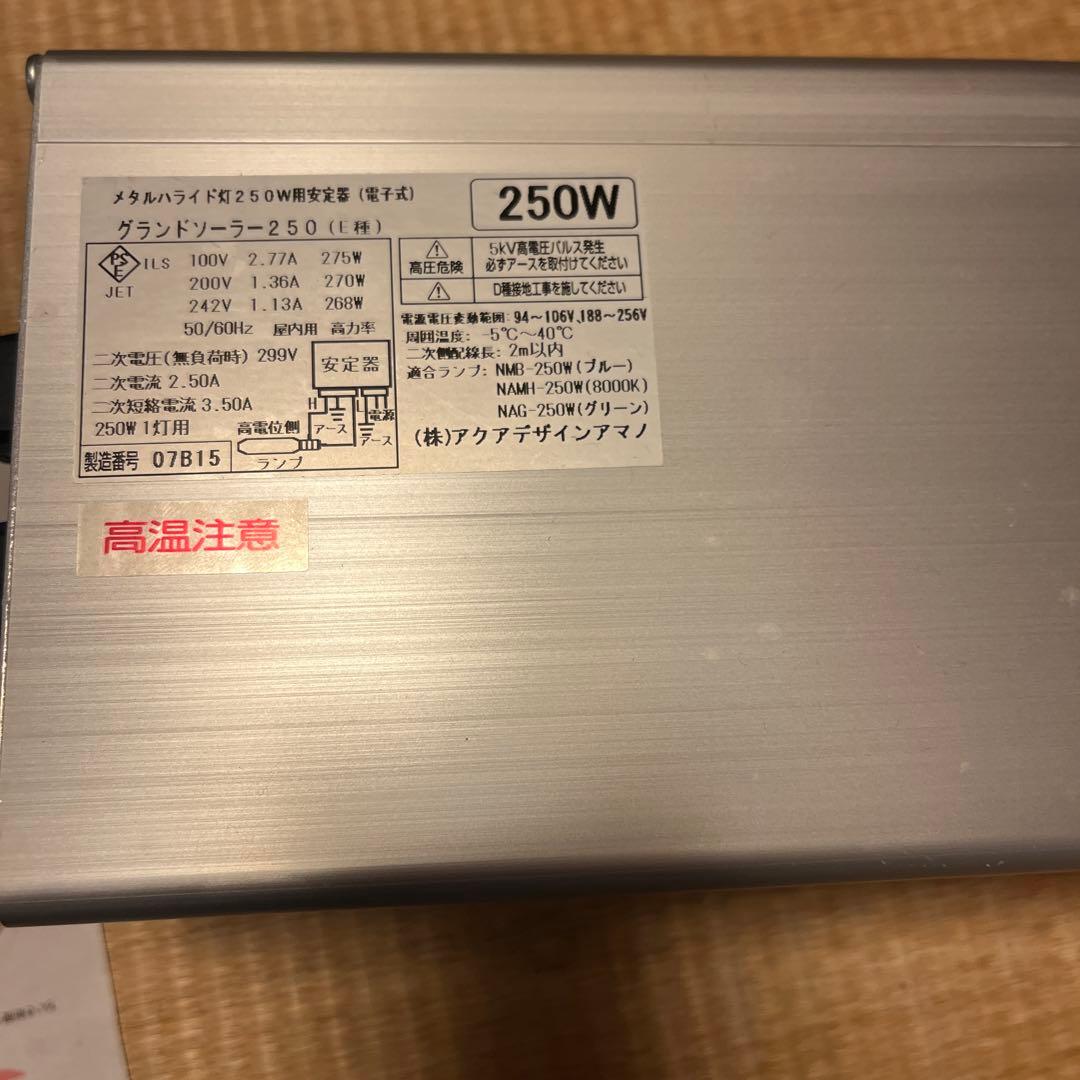 メタルハライド灯250W用安定器(電子式)
グランドソーラー250(E種)
250W
PSE
JET
ILS 100V 2.77A 275W
200V 1.36A 270W
242V 1.13A 268W
50/60Hz 屋内用 高力率
二次電圧(無負荷時) 299V
二次電流 2.50A
二次短絡電流 3.50A
250W 1灯用
安定器
H
L
電源
高電位側
アース
アース
ランプ
製造番号 07B15
高圧危険
5kV高電圧パルス発生
必ずアースを取付けてください
D種接地工事を施してください
電源電圧変動範囲: 94~106V、188~256V
周囲温度: -5℃~40℃
二次側配線長: 2m以内
適合ランプ: NMB-250W(ブルー)
NAMH-250W(8000K)
NAG-250W(グリーン)
(株)アクアデザインアマノ
高温注意